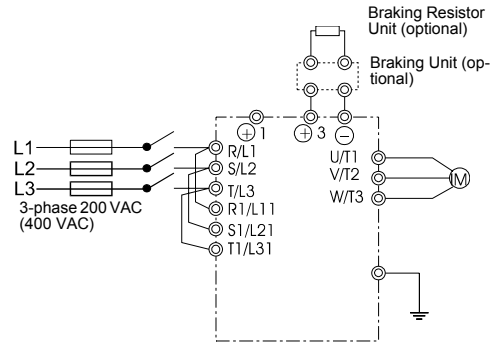 Braking Resistor
Unit (optional)
Braking Unit (op-
tional)
+ 1
+ 3
−
L1
L2
L3
3-phase 200 VAC
(400 VAC)
R/L1
S/L2
T/L3
R1/L11
S1/L21
T1/L31
U/T1
V/T2
W/T3
M